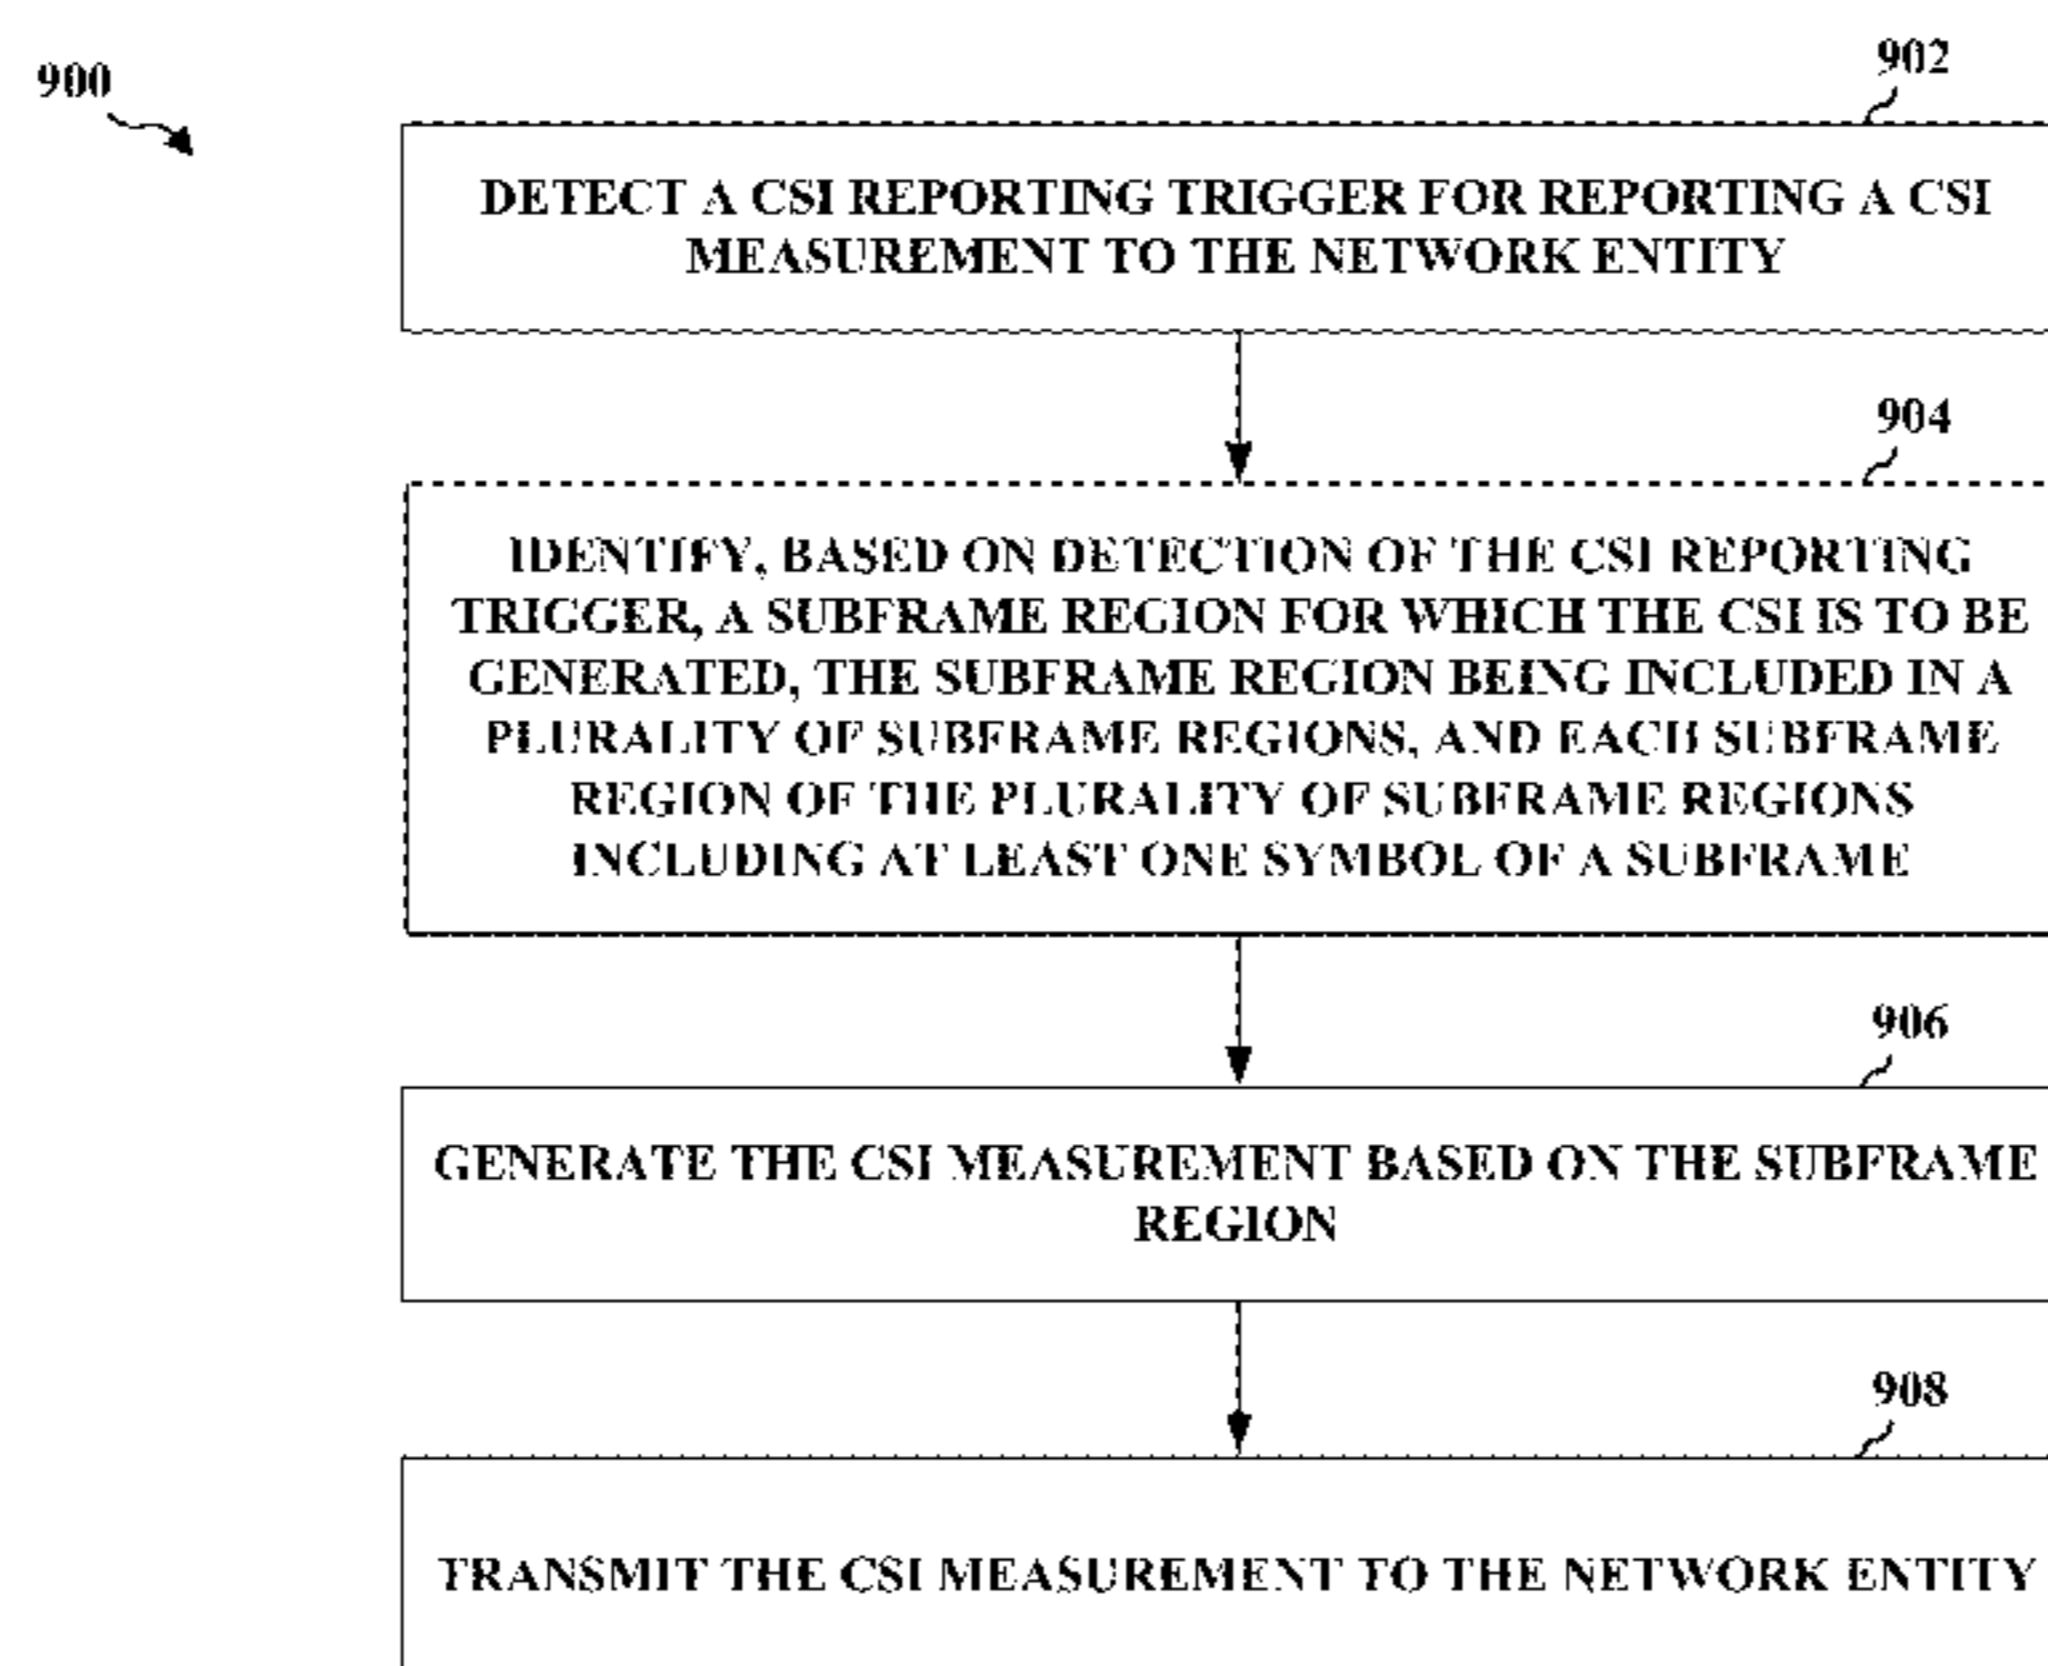 900
902
DETECT A CSI REPORTING TRIGGER FOR REPORTING A CSI
MEASUREMENT TO THE NETWORK ENTITY
904
IDENTIFY, BASED ON DETECTION OF THE CSI REPORTING
TRIGGER, A SUBFRAME REGION FOR WHICH THE CSI IS TO BE
GENERATED, THE SUBFRAME REGION BEING INCLUDED IN A
PLURALITY OF SUBFRAME REGIONS, AND EACH SUBFRAME
REGION OF THE PLURALITY OF SUBFRAME REGIONS
INCLUDING AT LEAST ONE SYMBOL OF A SUBFRAME
906
GENERATE THE CSI MEASUREMENT BASED ON THE SUBFRAME
REGION
908
TRANSMIT THE CSI MEASUREMENT TO THE NETWORK ENTITY